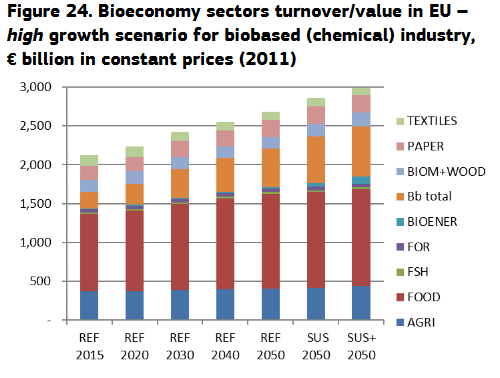 Figure 24. Bioeconomy sectors turnover/value in EU –
high growth scenario for biobased (chemical) industry,
€ billion in constant prices (2011)
3,000
2,500
2,000
1,500
1,000
500
-
TEXTILES
PAPER
BIOM+WOOD
Bb total
BIOENER
FOR
FSH
FOOD
AGRI
REF REF REF REF REF SUS SUS+
2015 2020 2030 2040 2050 2050 2050